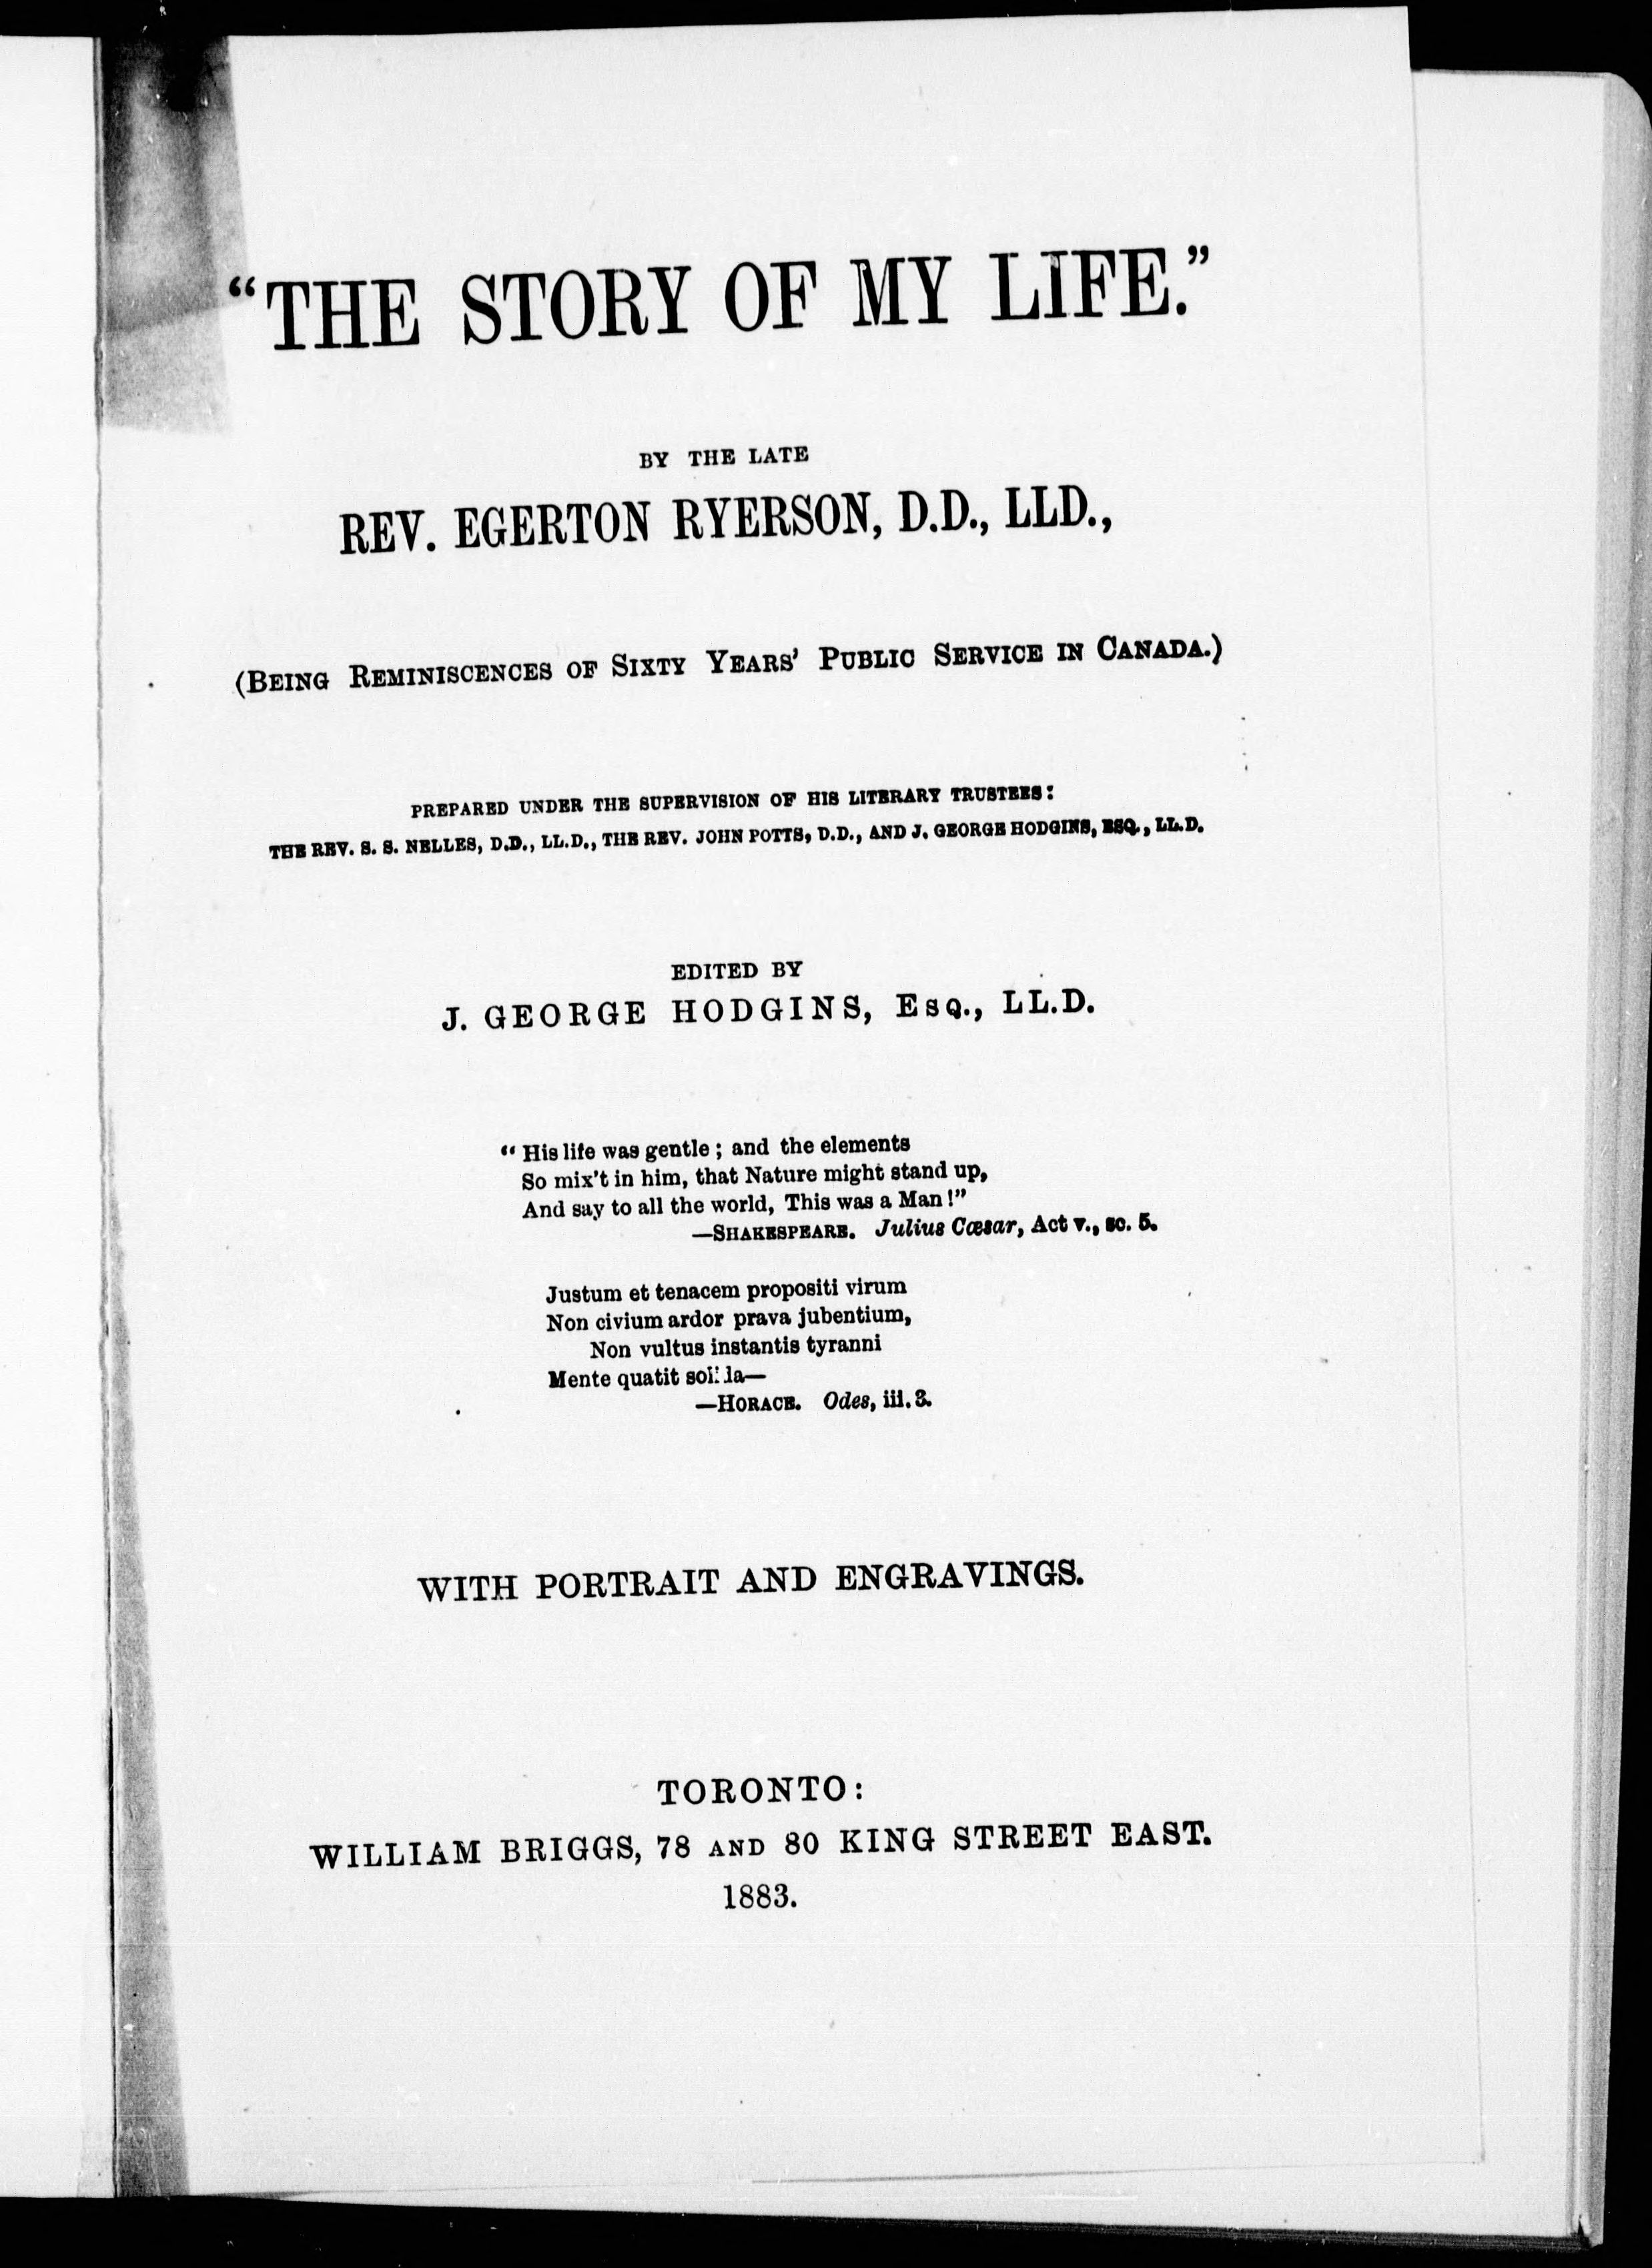 “THE STORY OF MY LIFE.”
BY THE LATE
REV. EGERTON RYERSON, D.D., LLD.,
(BEING REMINISCENCES OF SIXTY YEARS’ PUBLIC SERVICE IN CANADA.)
PREPARED UNDER THE SUPERVISION OF HIS LITERARY TRUSTEES:
THE REV. S. S. NELLES, D.D., LL.D., THE REV. JOHN POTTS, D.D., AND J. GEORGE HODGINS, ESQ., LL.D.
EDITED BY
J. GEORGE HODGINS, ESQ., LL.D.
“His life was gentle; and the elements
So mix’t in him, that Nature might stand up,
And say to all the world, This was a Man!”
—SHAKESPEARE. Julius Cæsar, Act v., sc. 5.
Justum et tenacem propositi virum
Non civium ardor prava jubentium,
Non vultus instantis tyranni
Mente quatit solida—
—HORACE. Odes, iii. 3.
WITH PORTRAIT AND ENGRAVINGS.
TORONTO:
WILLIAM BRIGGS, 78 AND 80 KING STREET EAST.
1883.